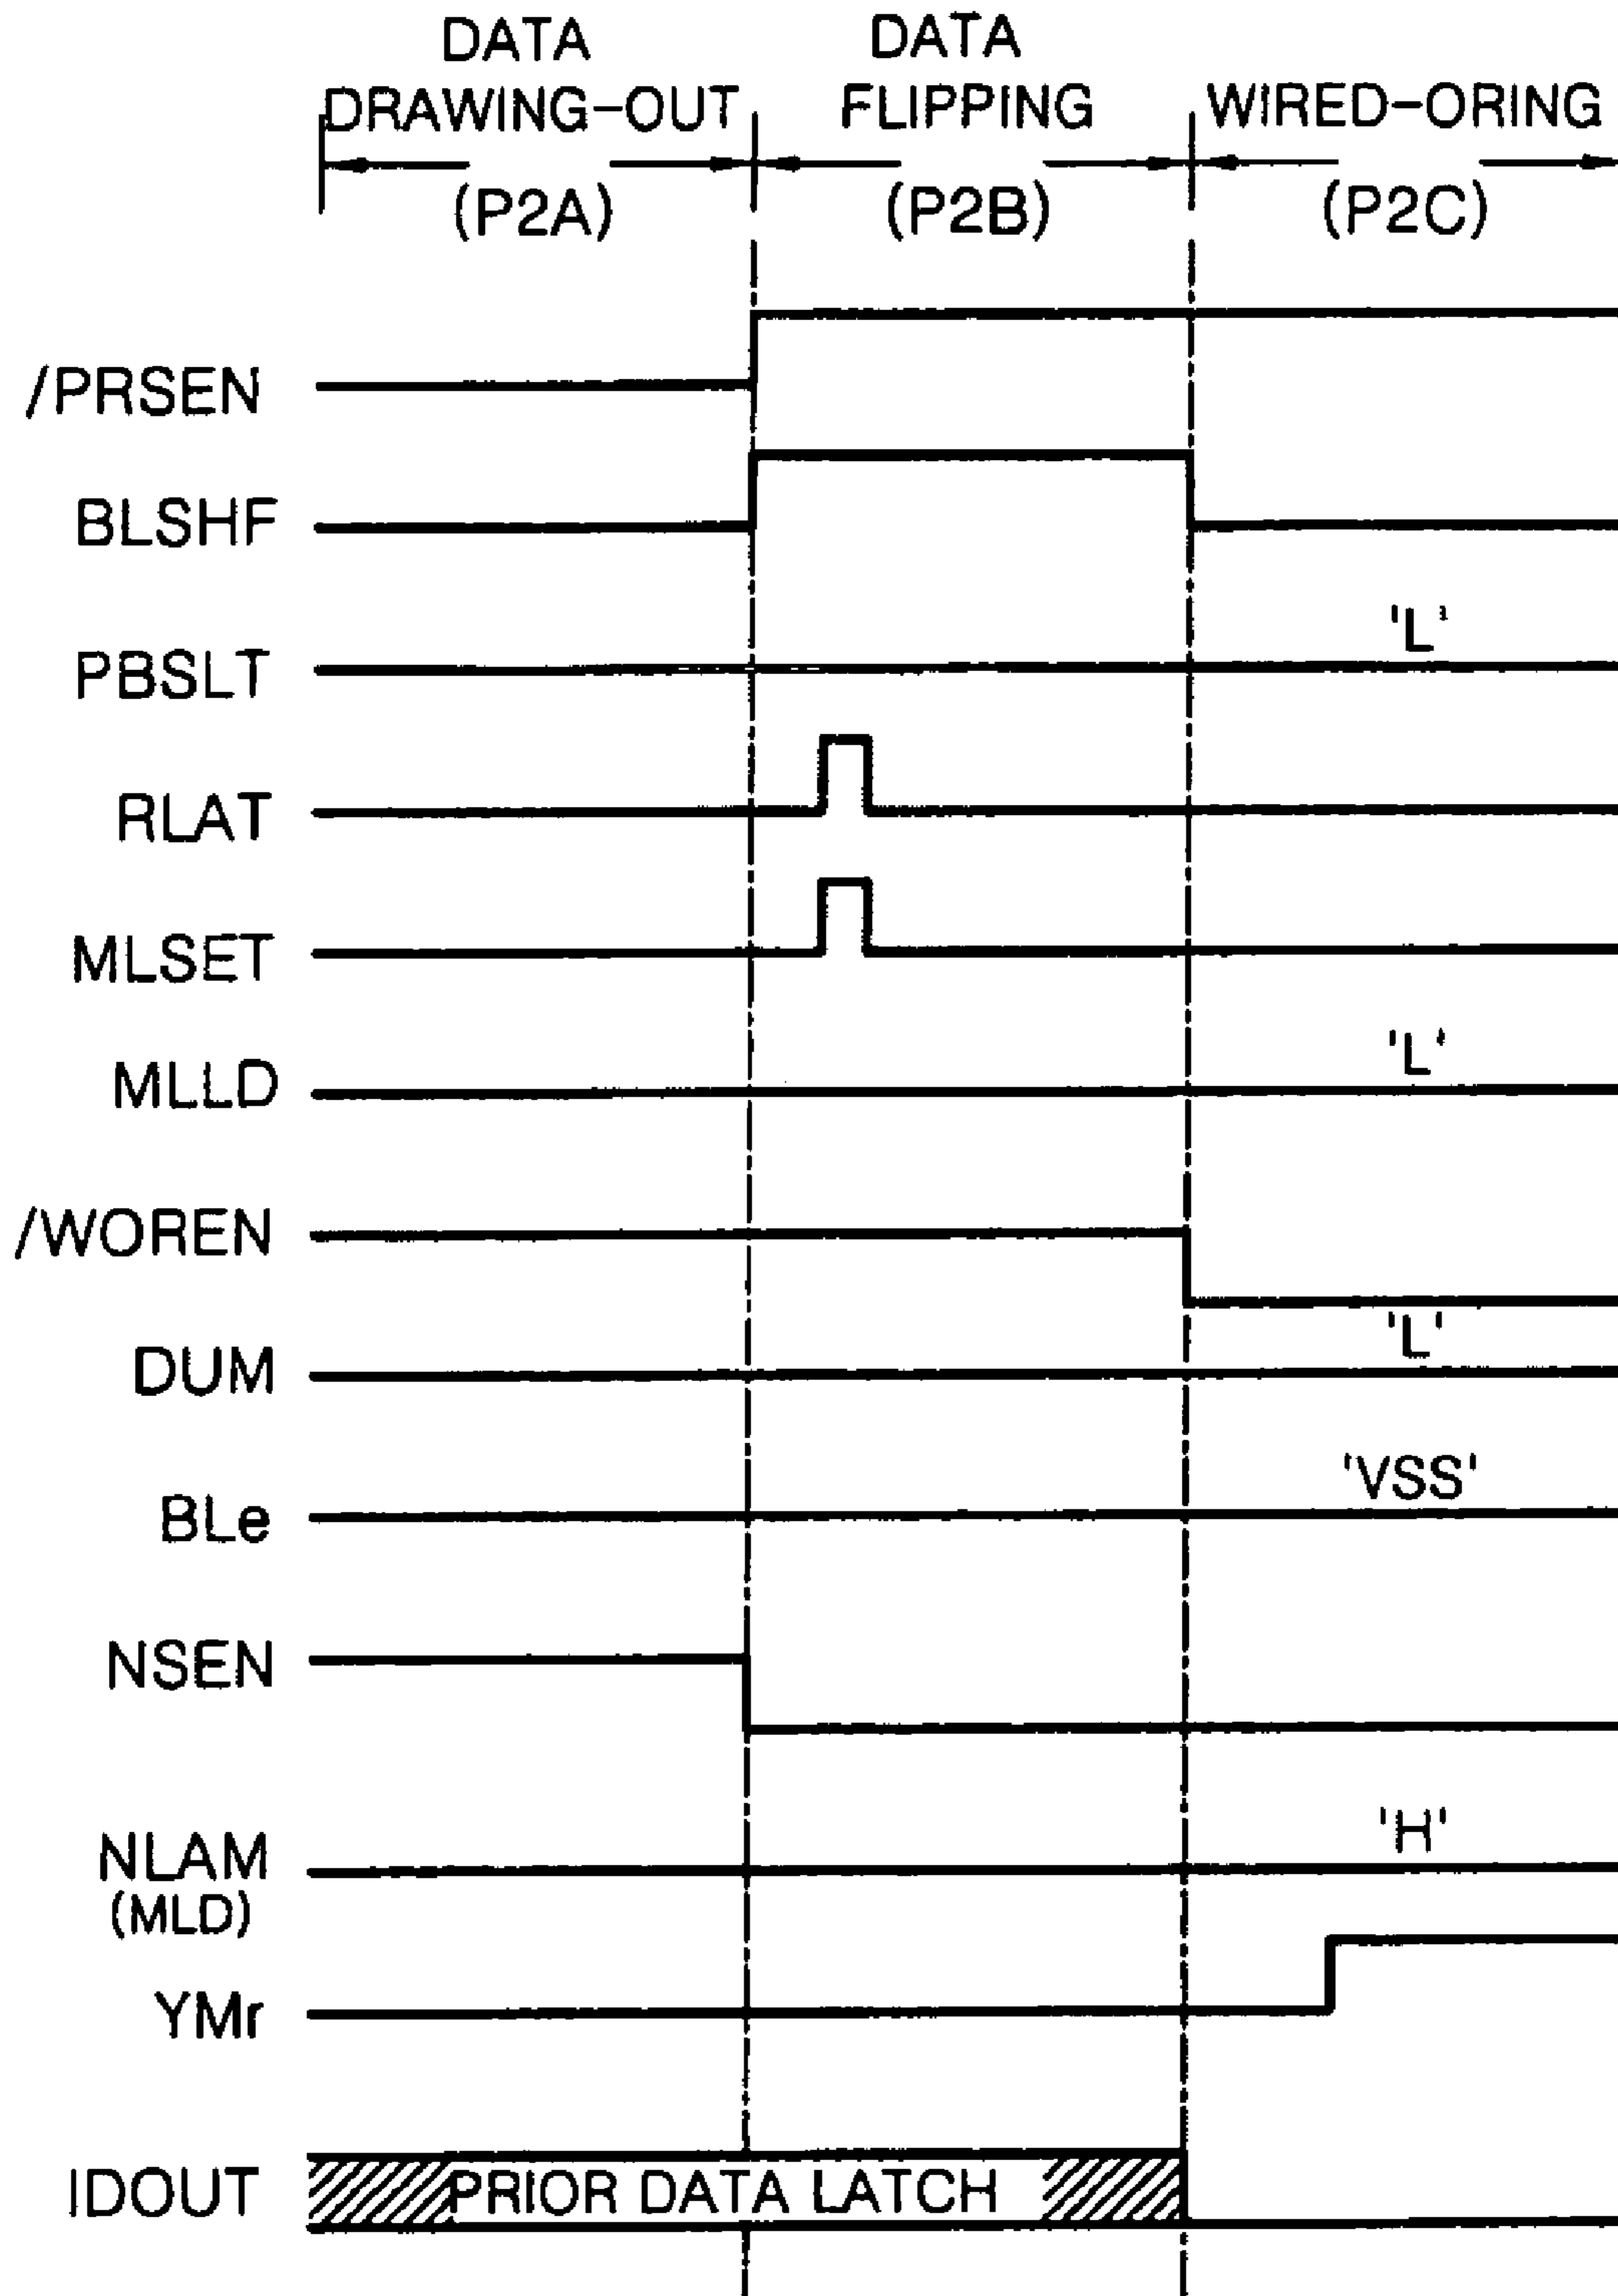 DATA DRAWING-OUT
DATA FLIPPING
WIRED-ORING
(P2A)
(P2B)
(P2C)
/PRSEN
BLSHF
PBSLT
'L'
RLAT
MLSET
MLLD
'L'
/WOREN
DUM
'L'
BLe
'VSS'
NSEN
NLAM
(MLD)
'H'
YMr
IDOUT
PRIOR DATA LATCH